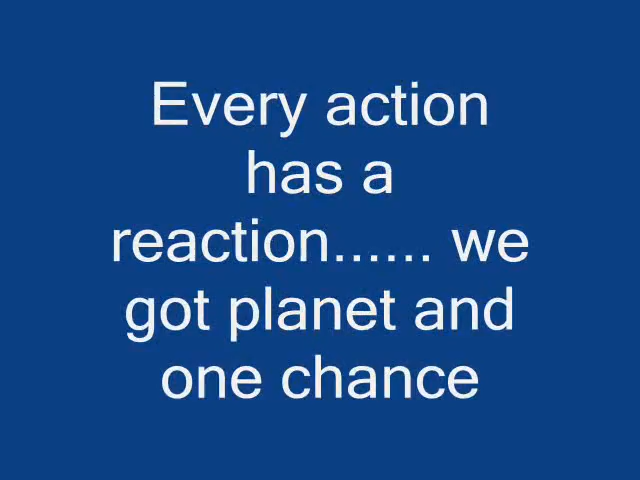 Every action
has a
reaction...... we
got planet and
one chance